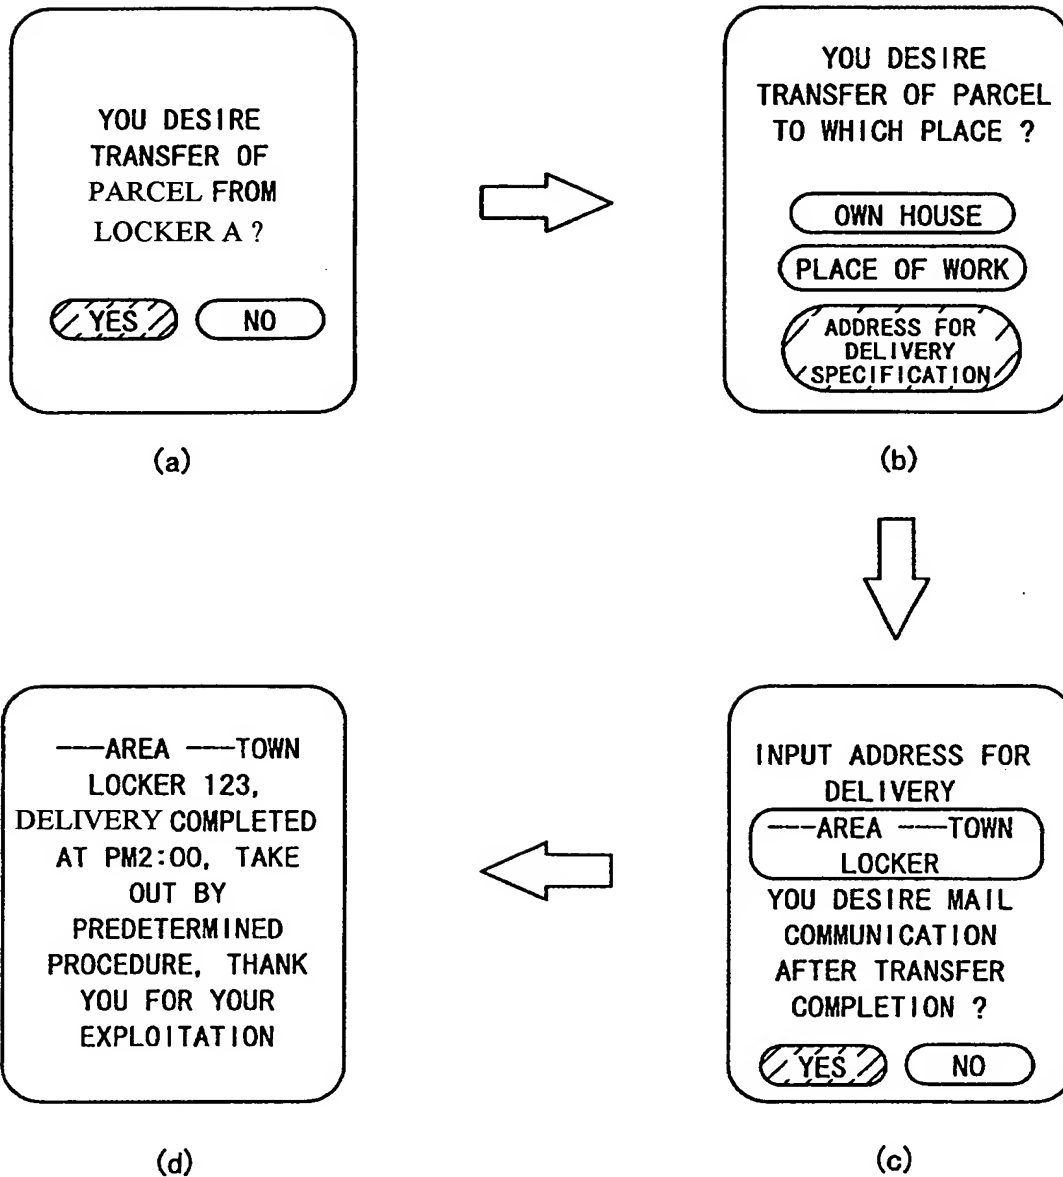 YOU DESIRE
TRANSFER OF
PARCEL FROM
LOCKER A ?
YES NO
(a)
YOU DESIRE
TRANSFER OF PARCEL
TO WHICH PLACE ?
OWN HOUSE
PLACE OF WORK
ADDRESS FOR
DELIVERY
SPECIFICATION
(b)
INPUT ADDRESS FOR
DELIVERY
---AREA ---TOWN
LOCKER
YOU DESIRE MAIL
COMMUNICATION
AFTER TRANSFER
COMPLETION ?
YES NO
(c)
---AREA ---TOWN
LOCKER 123,
DELIVERY COMPLETED
AT PM2:00, TAKE
OUT BY
PREDETERMINED
PROCEDURE, THANK
YOU FOR YOUR
EXPLOITATION
(d)